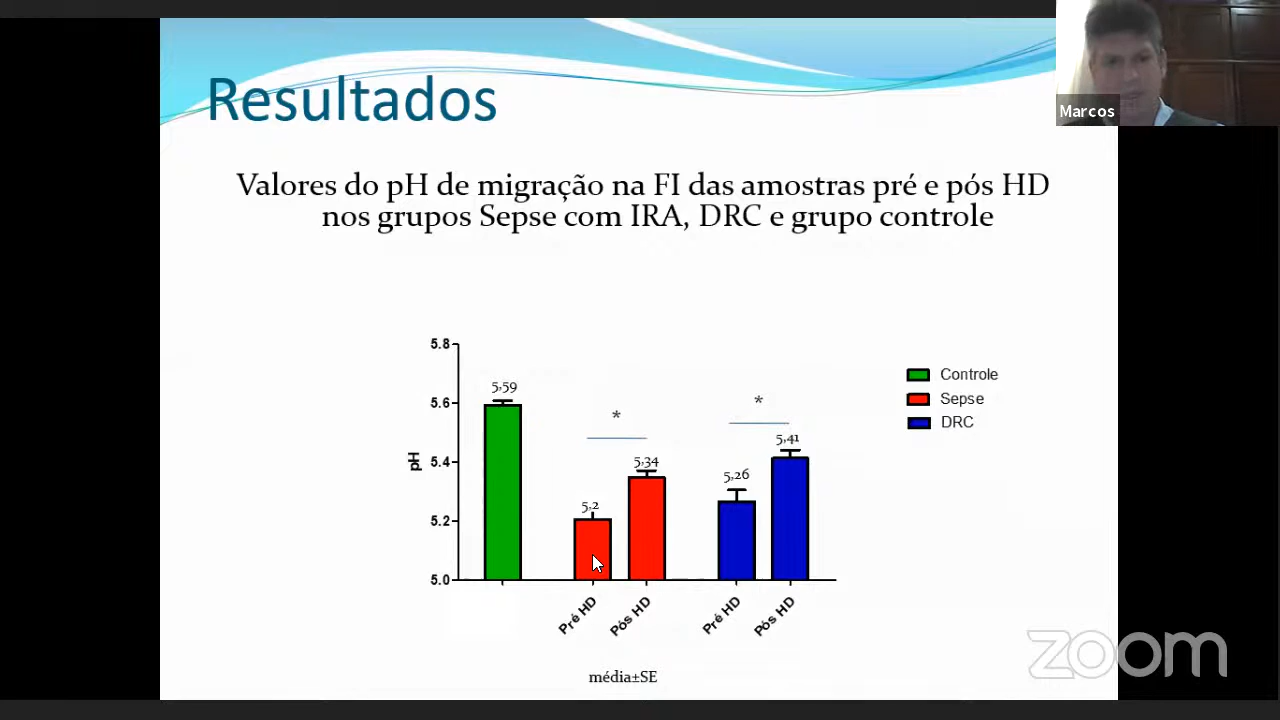 Resultados
Marcos
Valores do pH de migração na FI das amostras pré e pós HD
nos grupos Sepse com IRA, DRC e grupo controle
5.8
5.6
5.4
5.2
5.0
pH
5,59
*
5,2
5,34
*
5,26
5,41
Controle
Sepse
DRC
Pré HD
Pós HD
Pré HD
Pós HD
média±SE
zoom